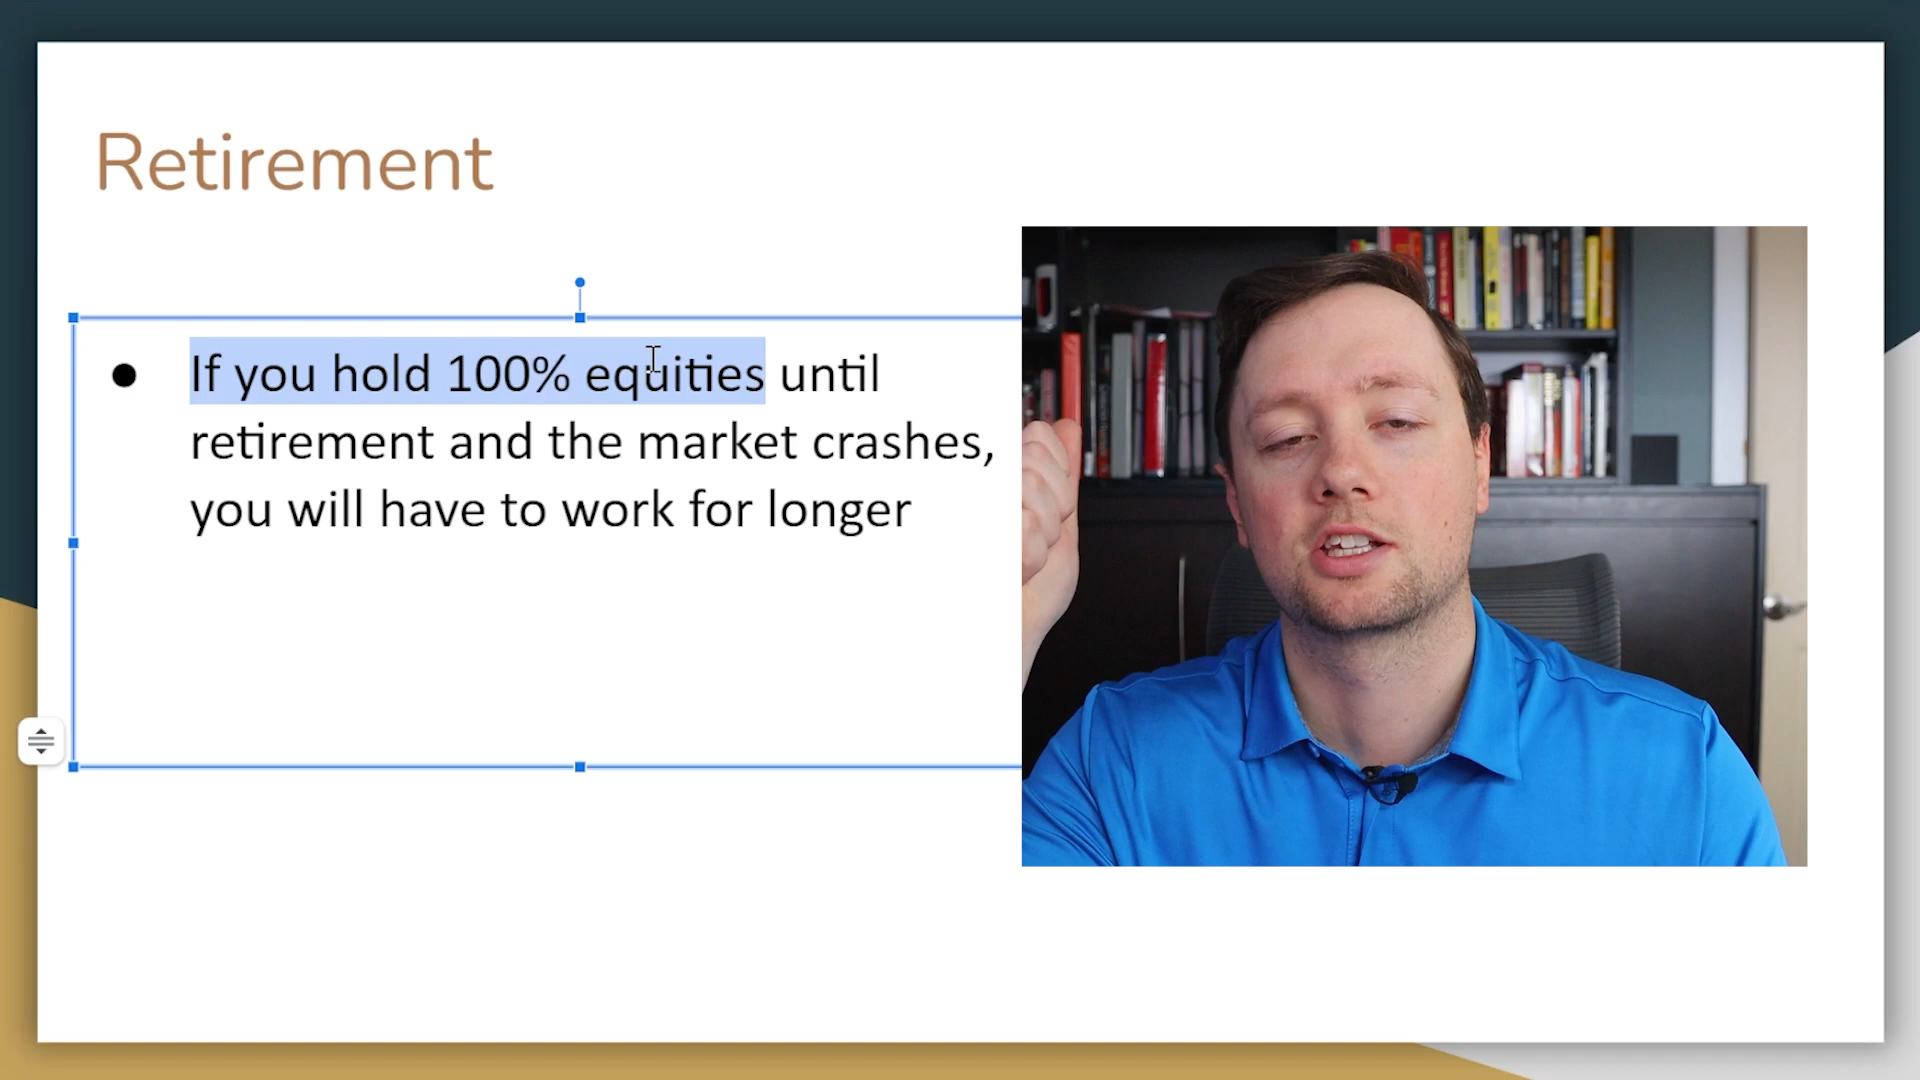 Retirement
● If you hold 100% equities until
retirement and the market crashes,
you will have to work for longer